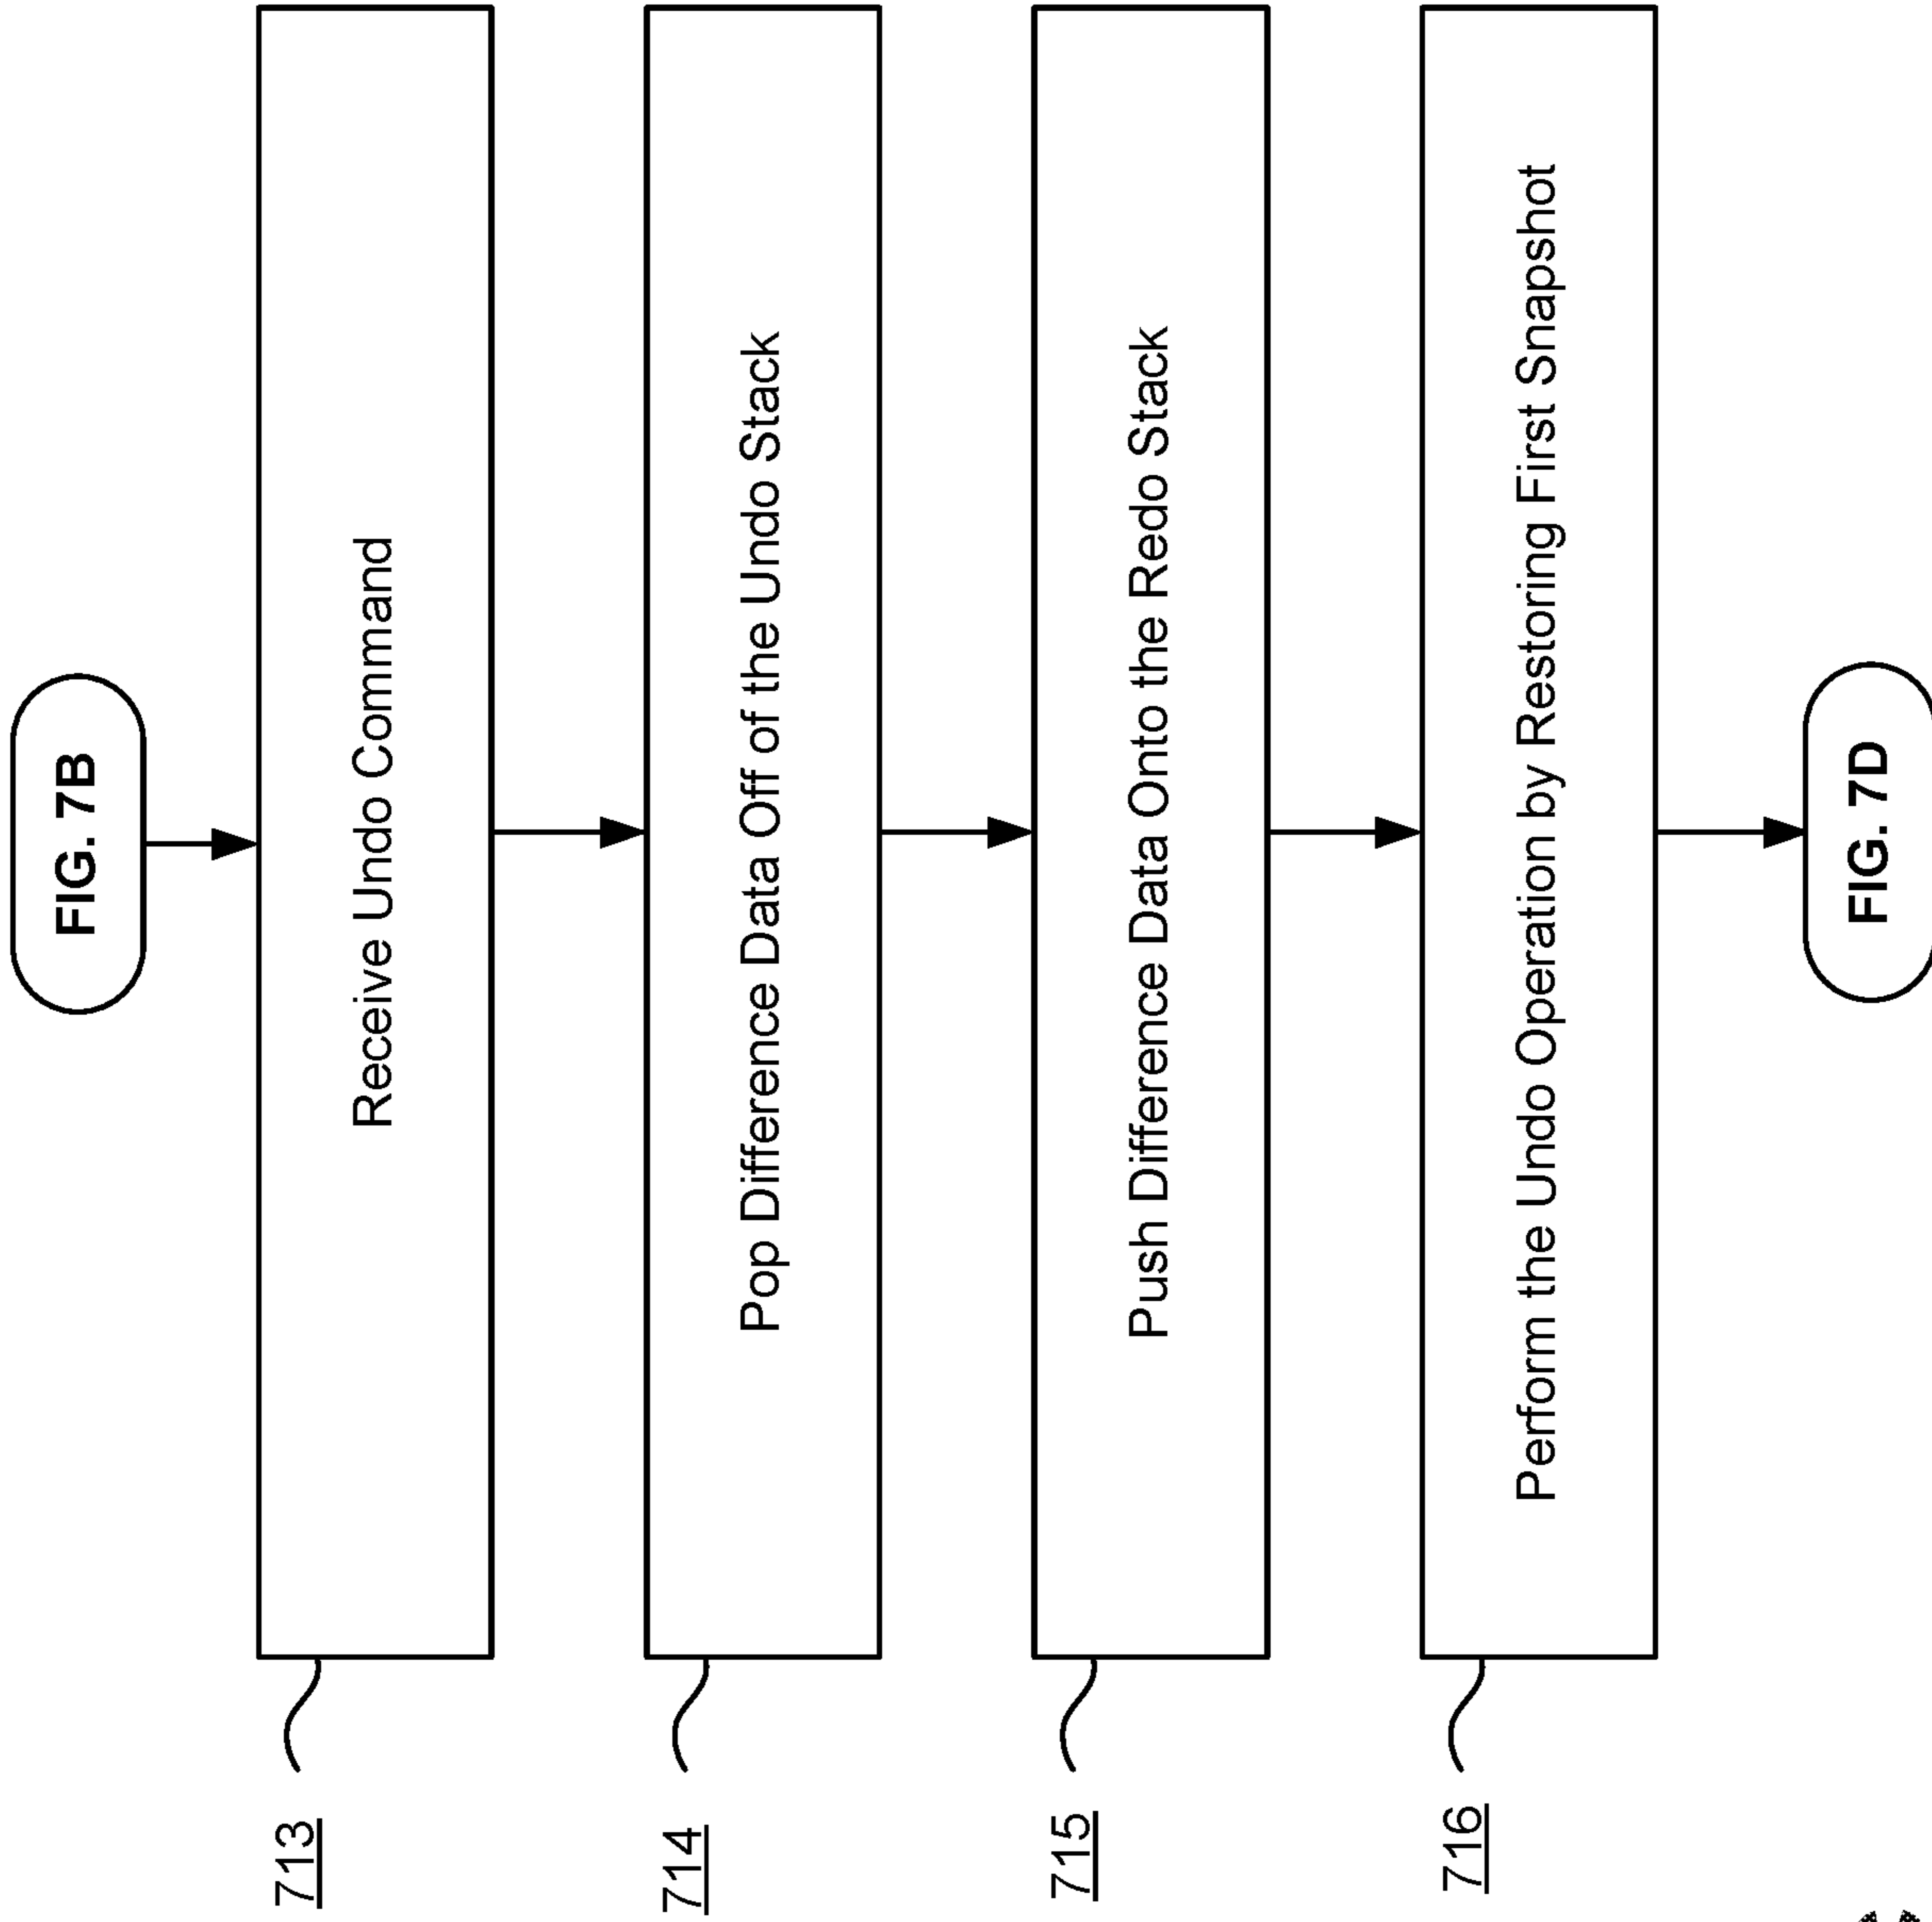 FIG. 7B
713
Receive Undo Command
714
Pop Difference Data Off of the Undo Stack
715
Push Difference Data Onto the Redo Stack
716
Perform the Undo Operation by Restoring First Snapshot
FIG. 7D